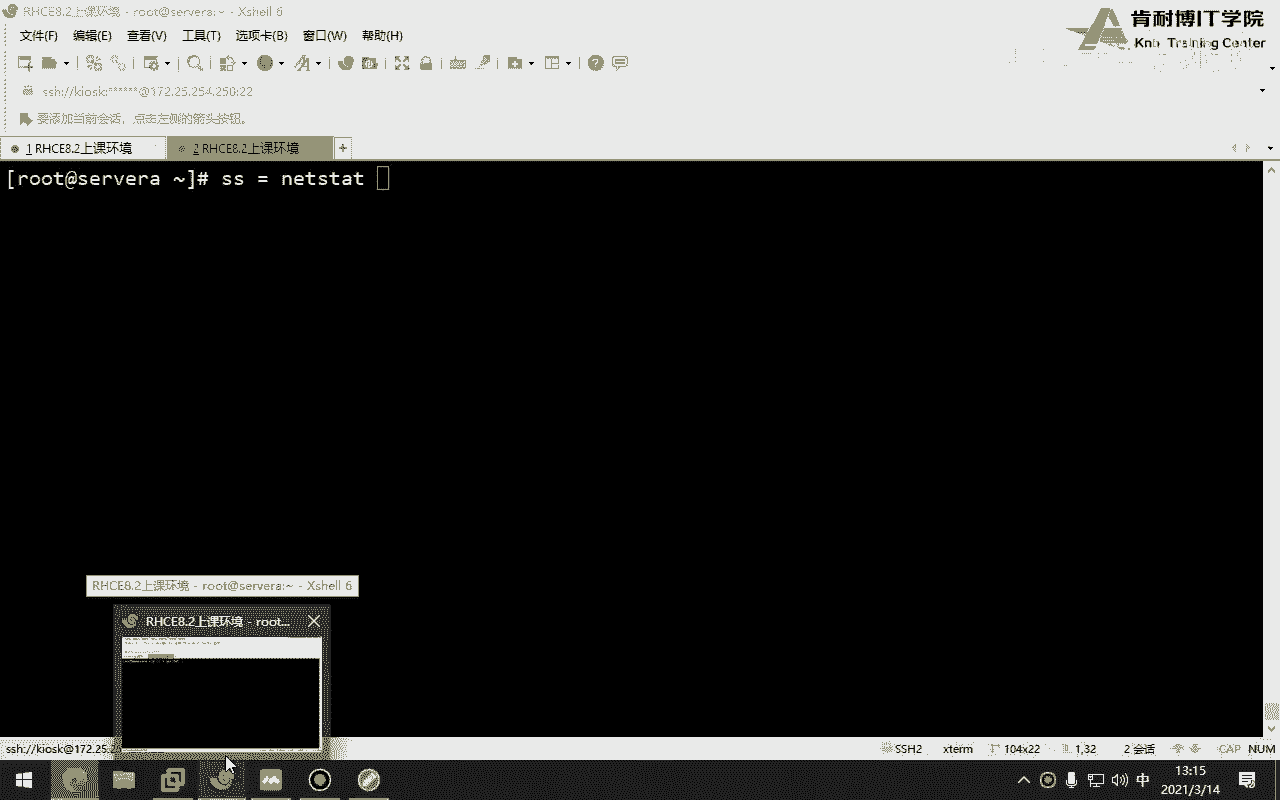 RHCE8.2上课环境 - root@servera:~ - Xshell 6
肯耐博IT学院
Knb Training Center
文件(F) 编辑(E) 查看(V) 工具(T) 选项卡(B) 窗口(W) 帮助(H)
ssh://kiosk:******@172.25.254.250:22
要添加当前会话，点击左侧的箭头按钮。
1 RHCE8.2上课环境
2 RHCE8.2上课环境
[root@servera ~]# ss = netstat
RHCE8.2上课环境 - root@servera:~ - Xshell 6
RHCE8.2上课环境 - root...
ssh://kiosk@172.25.2
SSH2 xterm 104x22 1,32 2 会话 CAP NUM
中 13:15
2021/3/14